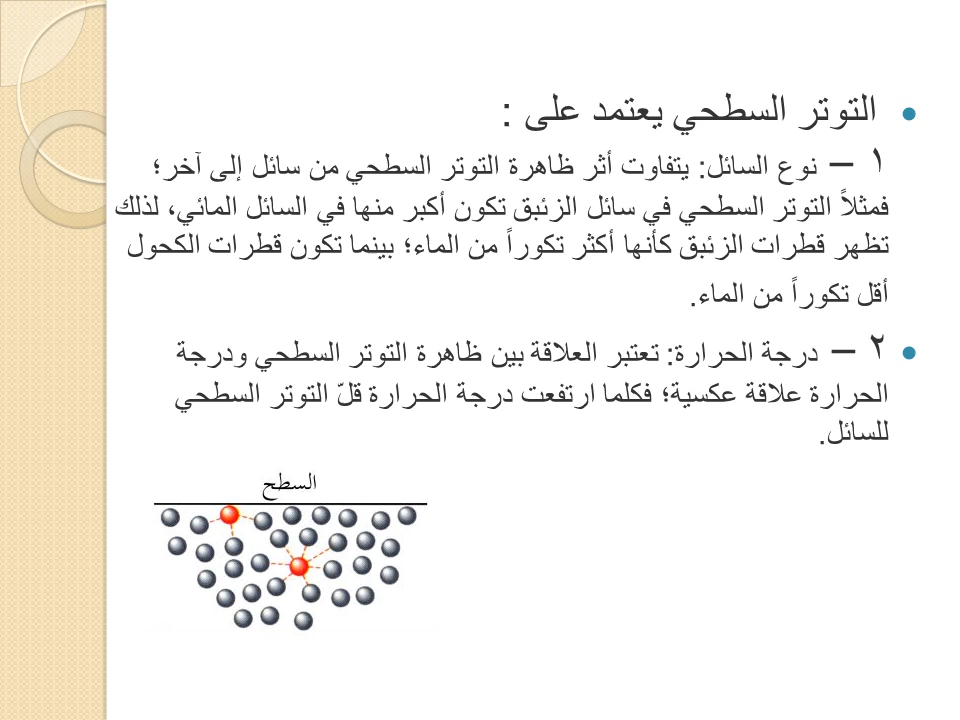 • التوتر السطحي يعتمد على :
١ – نوع السائل: يتفاوت أثر ظاهرة التوتر السطحي من سائل إلى آخر؛
فمثلاً التوتر السطحي في سائل الزئبق تكون أكبر منها في السائل المائي، لذلك
تظهر قطرات الزئبق كأنها أكثر تكوراً من الماء؛ بينما تكون قطرات الكحول
أقل تكوراً من الماء.
• ٢ – درجة الحرارة: تعتبر العلاقة بين ظاهرة التوتر السطحي ودرجة
الحرارة علاقة عكسية؛ فكلما ارتفعت درجة الحرارة قلّ التوتر السطحي
للسائل.
السطح